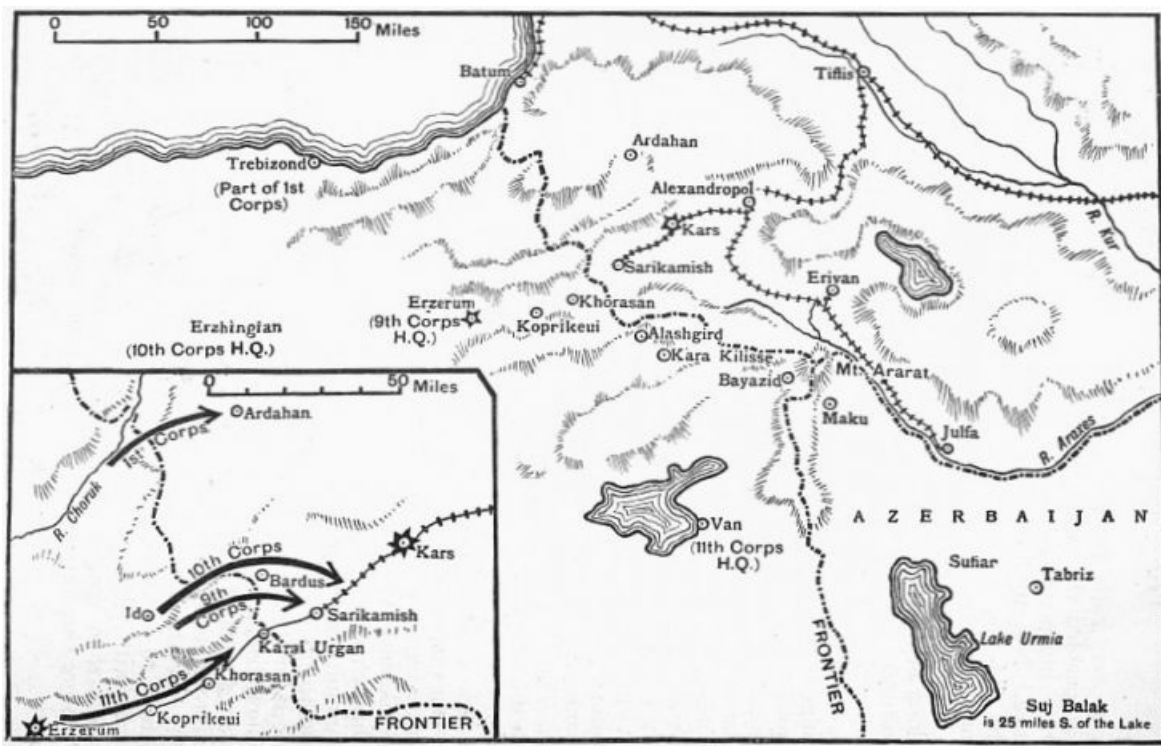 0 50 100 150
Miles
Batum
Tiflis
Trebizond
(Part of 1st
Corps)
Ardahan
Alexandropol
Kars
R. Kur
Sarikamish
Erivan
Erzerum
(9th Corps
H.Q.)
Khorasan
Koprikeui
Erzhingian
(10th Corps H.Q.)
Alashgird
Kara Kilisse
Bayazid
Mt. Ararat
Maku
Julfa
R. Araxes
Van
(11th Corps
H.Q.)
AZERBAIJAN
Sufiar
Tabriz
Lake Urmia
FRONTIER
Suj Balak
is 25 miles S. of the Lake
0 50
Miles
Ardahan
1st Corps
R. Choruk
10th Corps
Kars
Bardus
9th
Corps
Id
Sarikamish
Karai Urgan
11th Corps
Khorasan
Koprikeui
Erzerum
FRONTIER